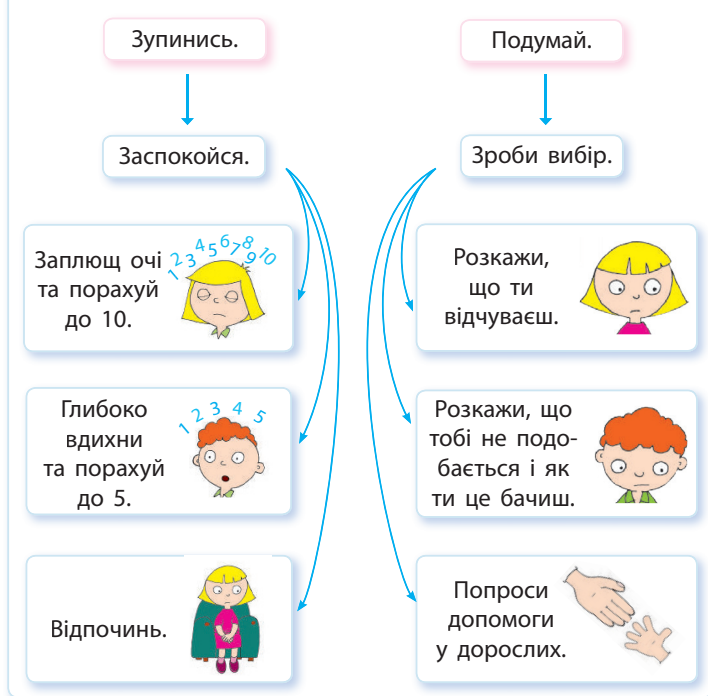 Зупинись.
Заспокойся.
1 2 3 4 5 6 7 8 9 10
Заплющ очі
та порахуй
до 10.
1 2 3 4 5
Глибоко
вдихни
та порахуй
до 5.
Відпочинь.
Подумай.
Зроби вибір.
Розкажи,
що ти
відчуваєш.
Розкажи, що
тобі не подо-
бається і як
ти це бачиш.
Попроси
допомоги
у дорослих.